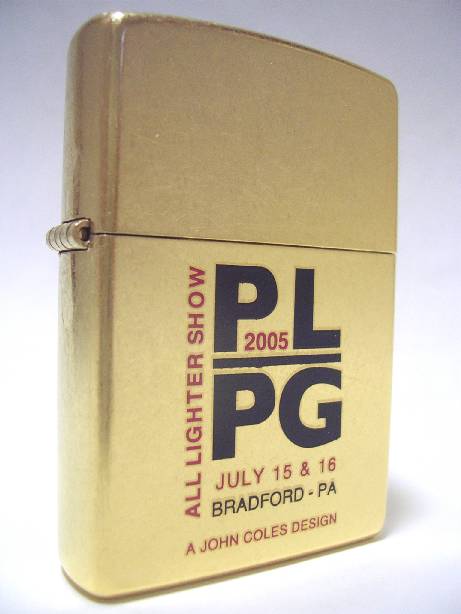 ALL LIGHTER SHOW
PL
2005
PG
JULY 15 & 16
BRADFORD - PA
A JOHN COLES DESIGN